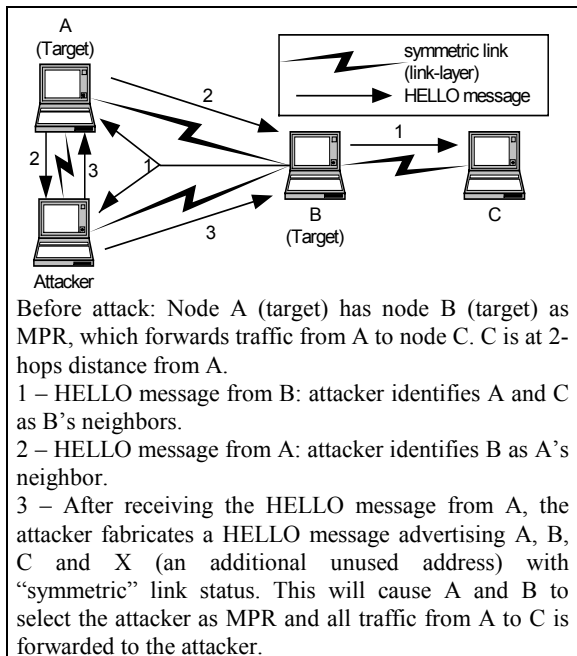 A
(Target)
symmetric link
(link-layer)
HELLO message
2
1
2
3
1
3
B
(Target)
C
Attacker
Before attack: Node A (target) has node B (target) as
MPR, which forwards traffic from A to node C. C is at 2-
hops distance from A.
1 – HELLO message from B: attacker identifies A and C
as B's neighbors.
2 – HELLO message from A: attacker identifies B as A's
neighbor.
3 – After receiving the HELLO message from A, the
attacker fabricates a HELLO message advertising A, B,
C and X (an additional unused address) with
“symmetric” link status. This will cause A and B to
select the attacker as MPR and all traffic from A to C is
forwarded to the attacker.